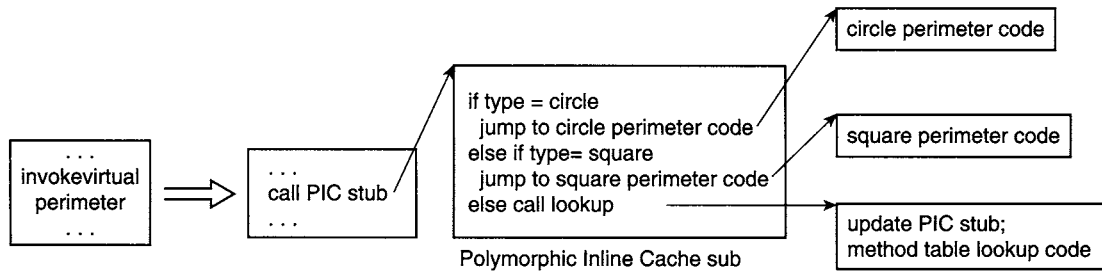 . . .
invokevirtual
perimeter
. . .
. . .
call PIC stub
. . .
if type = circle
jump to circle perimeter code
else if type= square
jump to square perimeter code
else call lookup
Polymorphic Inline Cache sub
circle perimeter code
square perimeter code
update PIC stub;
method table lookup code